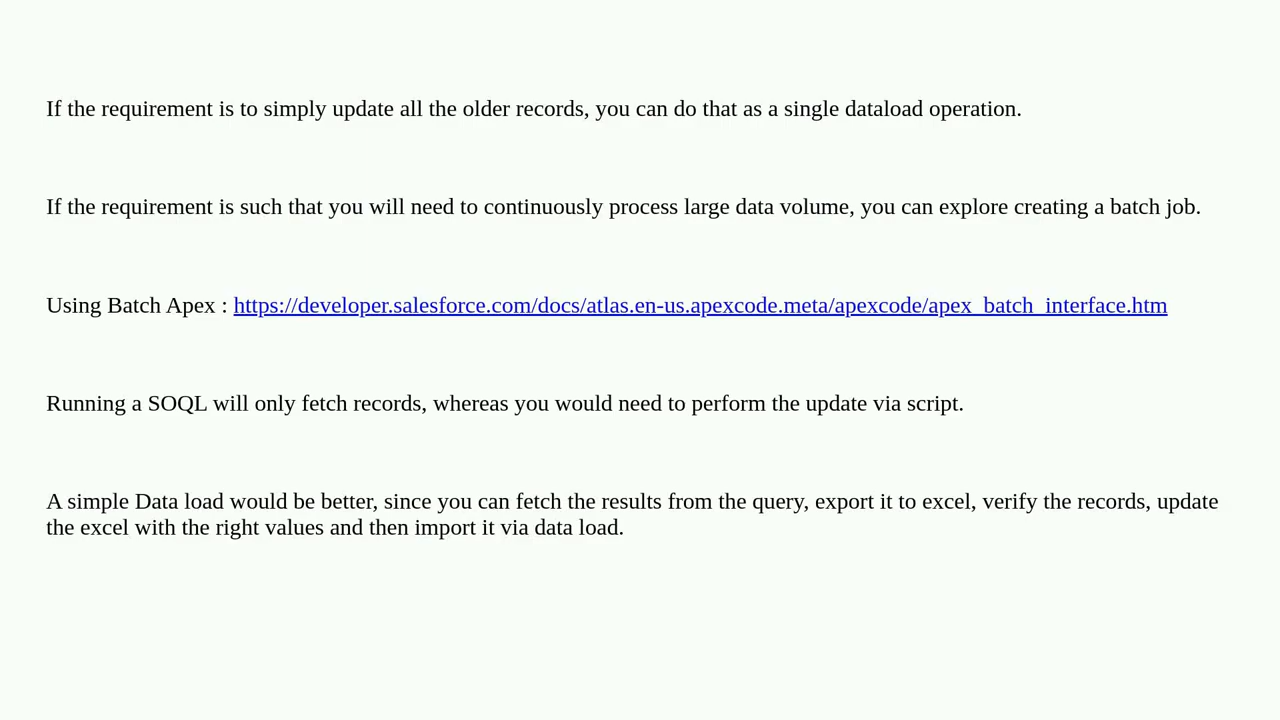 If the requirement is to simply update all the older records, you can do that as a single dataload operation.
If the requirement is such that you will need to continuously process large data volume, you can explore creating a batch job.
Using Batch Apex : https://developer.salesforce.com/docs/atlas.en-us.apexcode.meta/apexcode/apex_batch_interface.htm
Running a SOQL will only fetch records, whereas you would need to perform the update via script.
A simple Data load would be better, since you can fetch the results from the query, export it to excel, verify the records, update
the excel with the right values and then import it via data load.